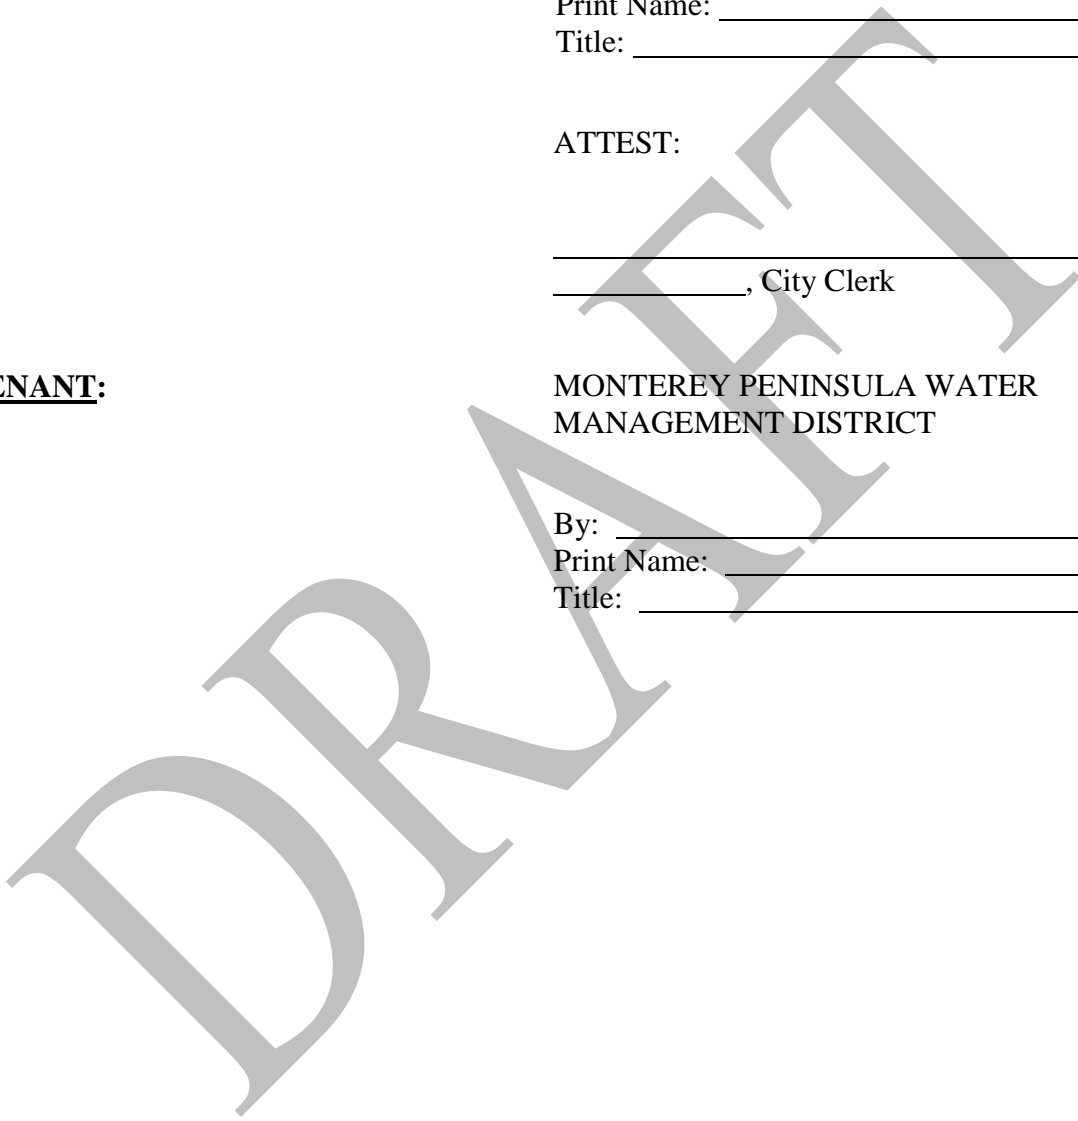 Print Name:
Title:
ATTEST:
, City Clerk
ENANT:
MONTEREY PENINSULA WATER
MANAGEMENT DISTRICT
By:
Print Name:
Title:
DRAFT